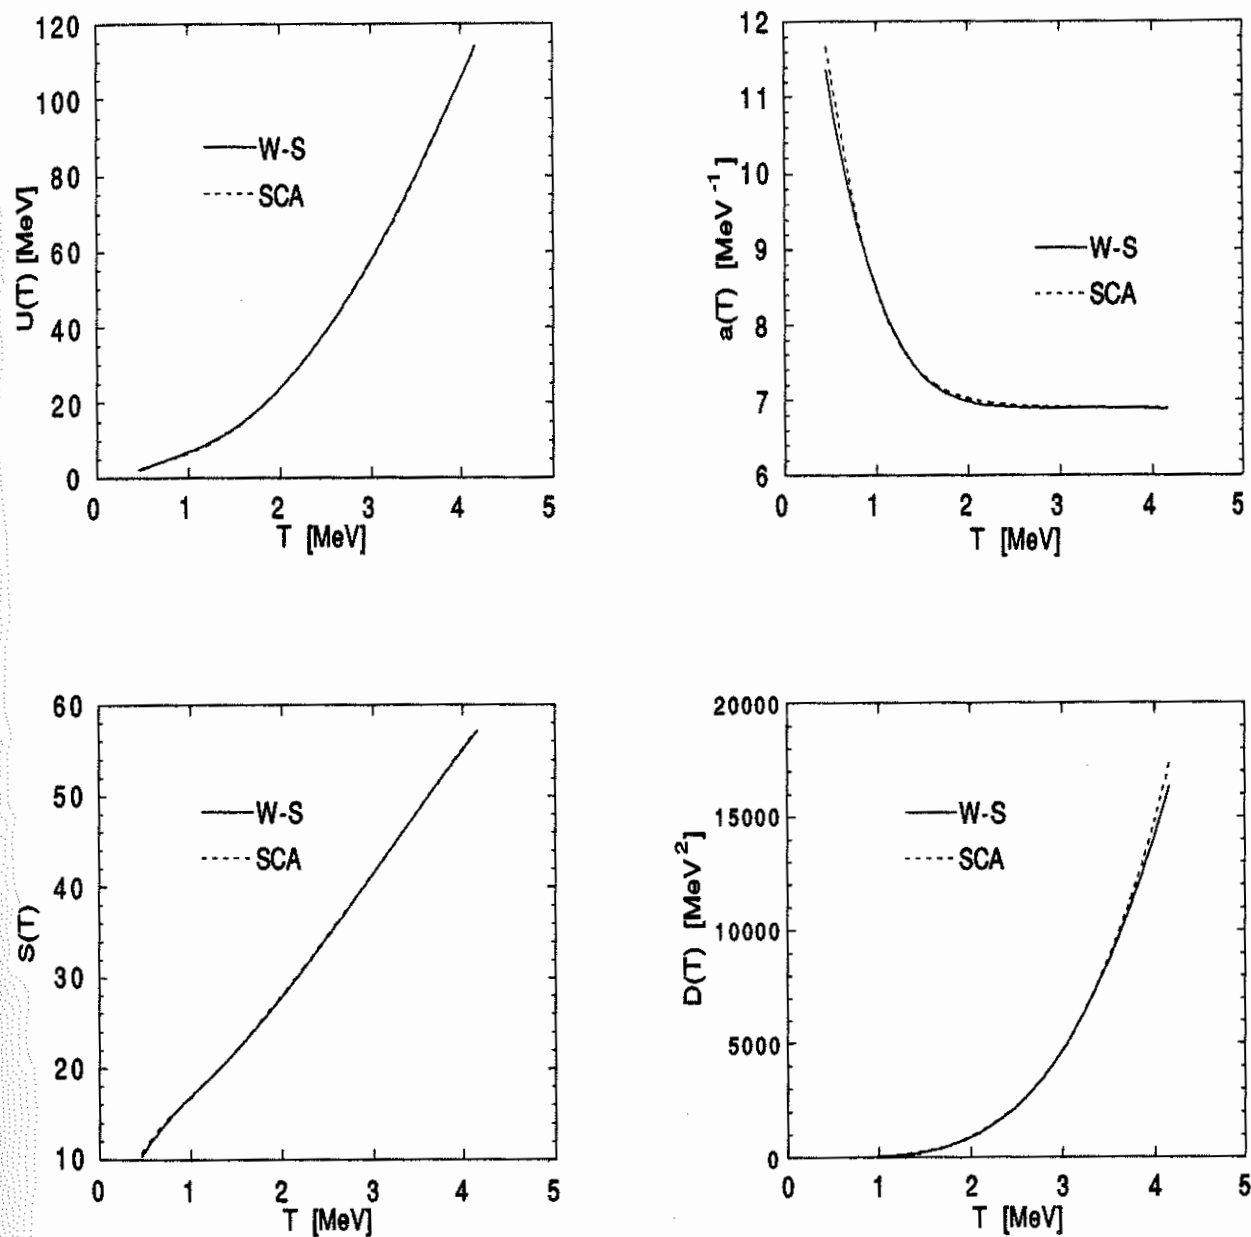 120
100
80
60
40
20
0
U(T) [MeV]
W-S
SCA
0 1 2 3 4 5
T [MeV]
12
11
10
9
8
7
6
a(T) [MeV⁻¹]
W-S
SCA
0 1 2 3 4 5
T [MeV]
60
50
40
30
20
10
S(T)
W-S
SCA
0 1 2 3 4 5
T [MeV]
20000
15000
10000
5000
0
D(T) [MeV²]
W-S
SCA
0 1 2 3 4 5
T [MeV]